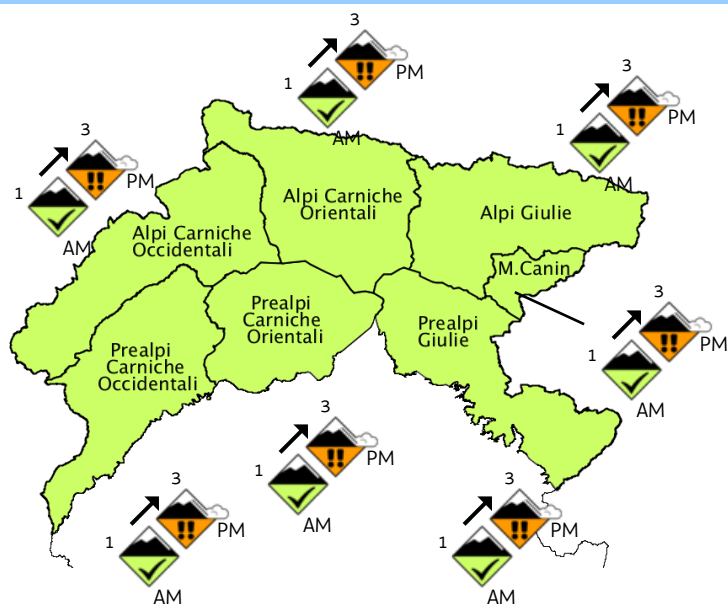 3
1
PM
AM
3
1
PM
AM
3
1
PM
AM
Alpi Carniche
Orientali
Alpi Giulie
Alpi Carniche
Occidentali
M.Canin
Prealpi
Carniche
Orientali
Prealpi
Giulie
Prealpi
Carniche
Occidentali
3
1
PM
AM
3
1
PM
AM
3
1
PM
AM
3
1
PM
AM